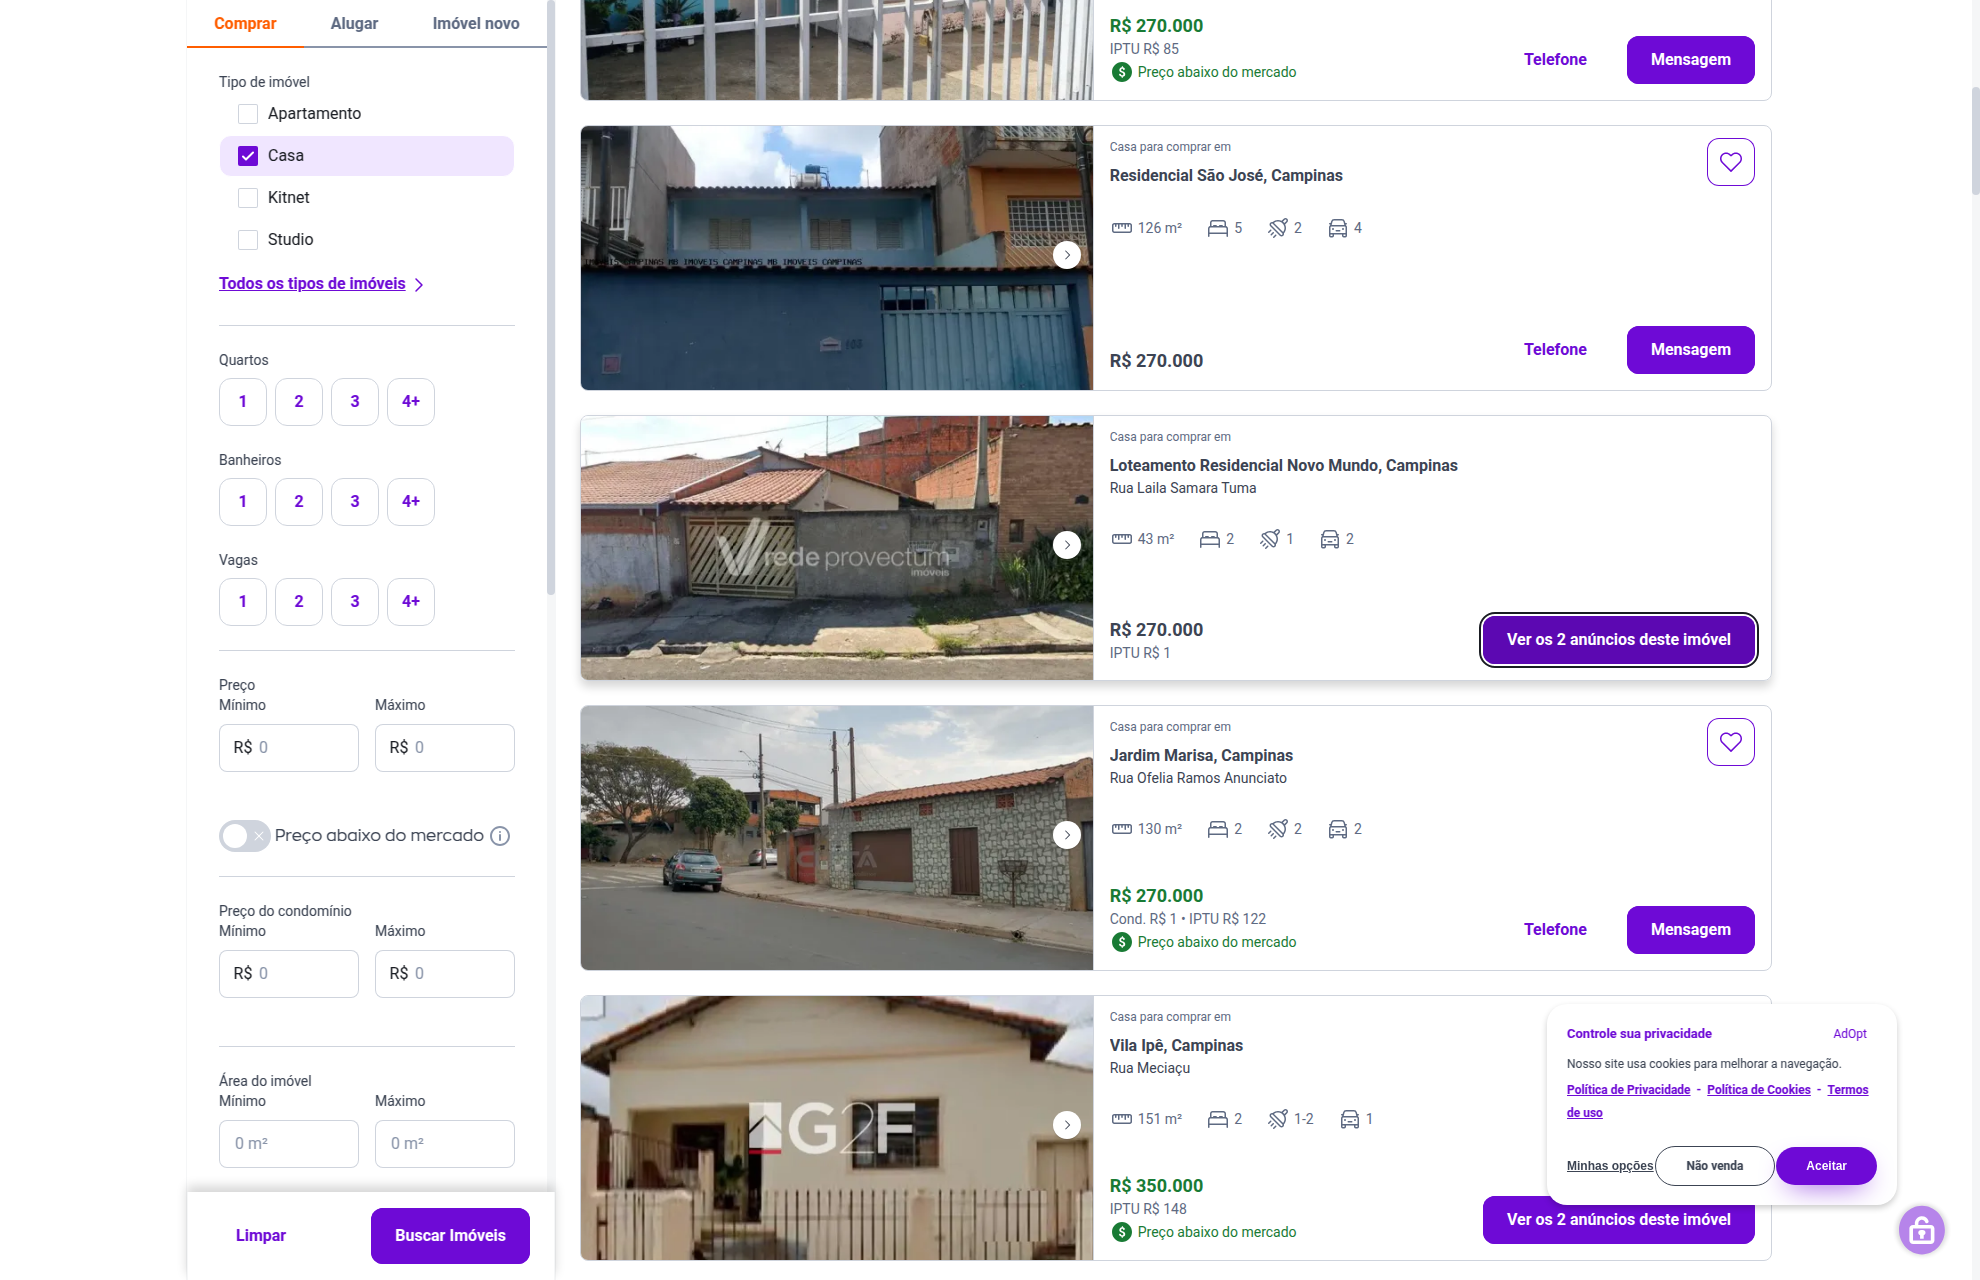 Comprar
Alugar
Imóvel novo
Tipo de imóvel
Apartamento
Casa
Kitnet
Studio
Todos os tipos de imóveis
Quartos
1
2
3
4+
Banheiros
1
2
3
4+
Vagas
1
2
3
4+
Preço
Mínimo
Máximo
R$ 0
R$ 0
Preço abaixo do mercado
Preço do condomínio
Mínimo
Máximo
R$ 0
R$ 0
Área do imóvel
Mínimo
Máximo
0 m²
0 m²
Limpar
Buscar Imóveis
R$ 270.000
IPTU R$ 85
Preço abaixo do mercado
Telefone
Mensagem
Casa para comprar em
Residencial São José, Campinas
126 m²
5
2
4
R$ 270.000
Telefone
Mensagem
CAMPINAS MB IMOVEIS CAMPINAS
Casa para comprar em
Loteamento Residencial Novo Mundo, Campinas
Rua Laila Samara Tuma
43 m²
2
1
2
R$ 270.000
IPTU R$ 1
Ver os 2 anúncios deste imóvel
rede provectum
imóveis
Casa para comprar em
Jardim Marisa, Campinas
Rua Ofelia Ramos Anunciato
130 m²
2
2
2
R$ 270.000
Cond. R$ 1 • IPTU R$ 122
Preço abaixo do mercado
Telefone
Mensagem
Casa para comprar em
Vila Ipê, Campinas
Rua Meciaçu
151 m²
2
1-2
1
R$ 350.000
IPTU R$ 148
Preço abaixo do mercado
Ver os 2 anúncios deste imóvel
G2F
Controle sua privacidade
AdOpt
Nosso site usa cookies para melhorar a navegação.
Política de Privacidade - Política de Cookies - Termos
de uso
Minhas opções
Não venda
Aceitar